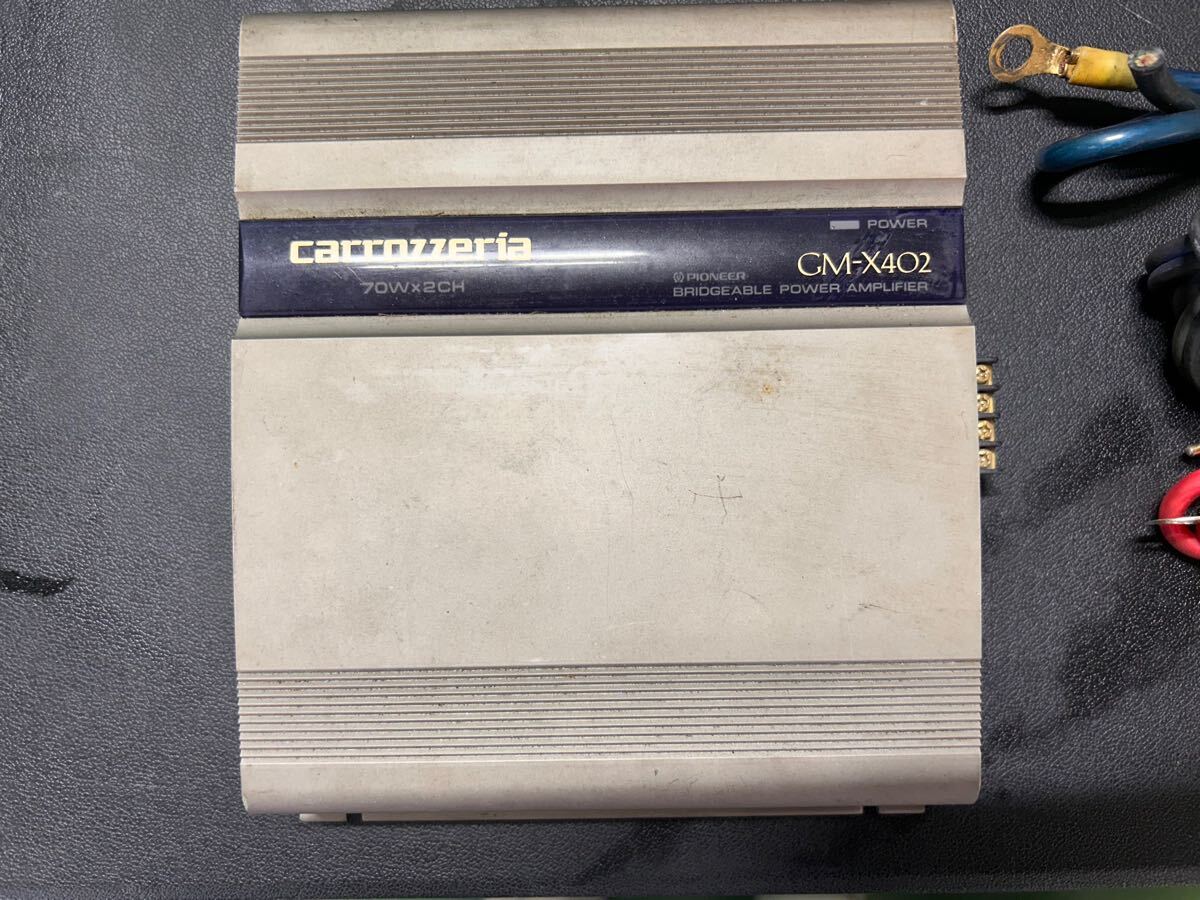 POWER
carrozzeria
GM-X402
70W×2CH
PIONEER
BRIDGEABLE POWER AMPLIFIER